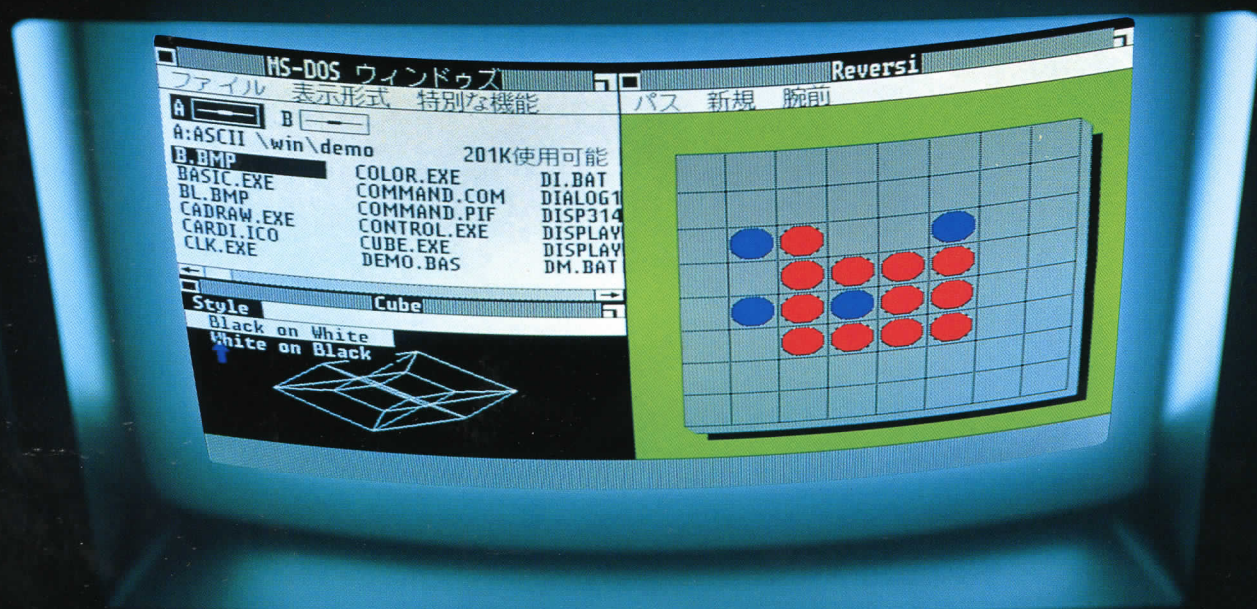 MS-DOS ウィンドゥズ
ファイル 表示形式 特別な機能
A B
A:ASCII \win\demo 201K使用可能
B.BMP COLOR.EXE DI.BAT
BASIC.EXE COMMAND.COM DIALOG1
BL.BMP COMMAND.PIF DISP314
CADRAW.EXE CONTROL.EXE DISPLAY
CARDI.ICO CUBE.EXE DISPLAY
CLK.EXE DEMO.BAS DM.BAT
Cube
Style
Black on White
White on Black
Reversi
パス 新規 腕前